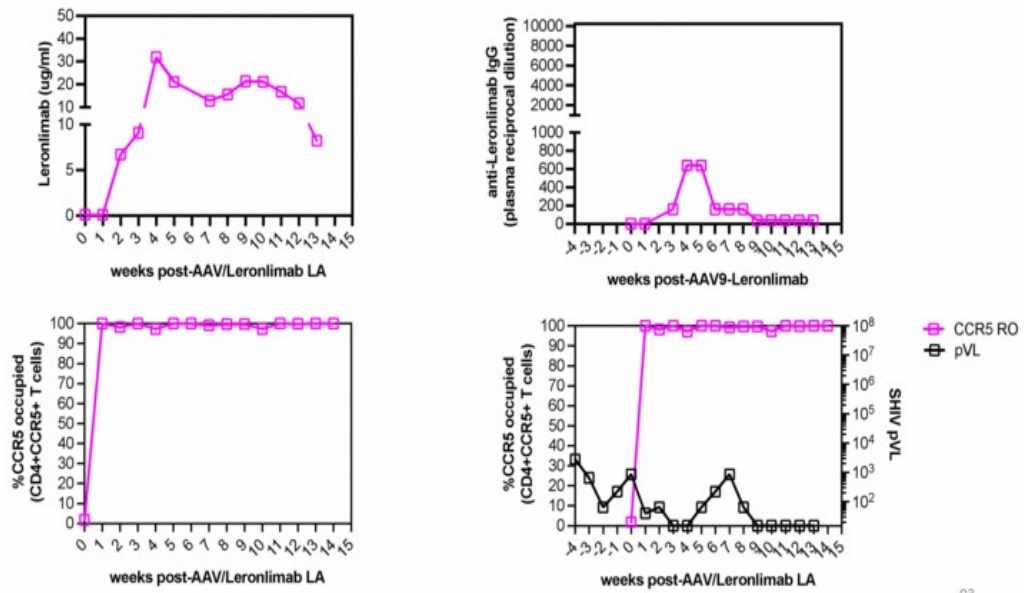 Leronlimab (ug/ml)
50
40
30
20
10
10
5
0
0 1 2 3 4 5 6 7 8 9 10 11 12 13 14 15
weeks post-AAV/Leronlimab LA
anti-Leronlimab IgG
(plasma reciprocal dilution)
10000
8000
6000
4000
2000
1000
800
600
400
200
0
-4 -3 -2 -1 0 1 2 3 4 5 6 7 8 9 10 11 12 13 14 15
weeks post-AAV9-Leronlimab
%CCR5 occupied
(CD4+CCR5+ T cells)
100
90
80
70
60
50
40
30
20
10
0
0 1 2 3 4 5 6 7 8 9 10 11 12 13 14 15
weeks post-AAV/Leronlimab LA
%CCR5 occupied
(CD4+CCR5+ T cells)
100
90
80
70
60
50
40
30
20
10
0
-4 -3 -2 -1 0 1 2 3 4 5 6 7 8 9 10 11 12 13 14 15
weeks post-AAV/Leronlimab LA
10^8
10^7
10^6
10^5
10^4
10^3
10^2
SHIV pVL
CCR5 RO
pVL